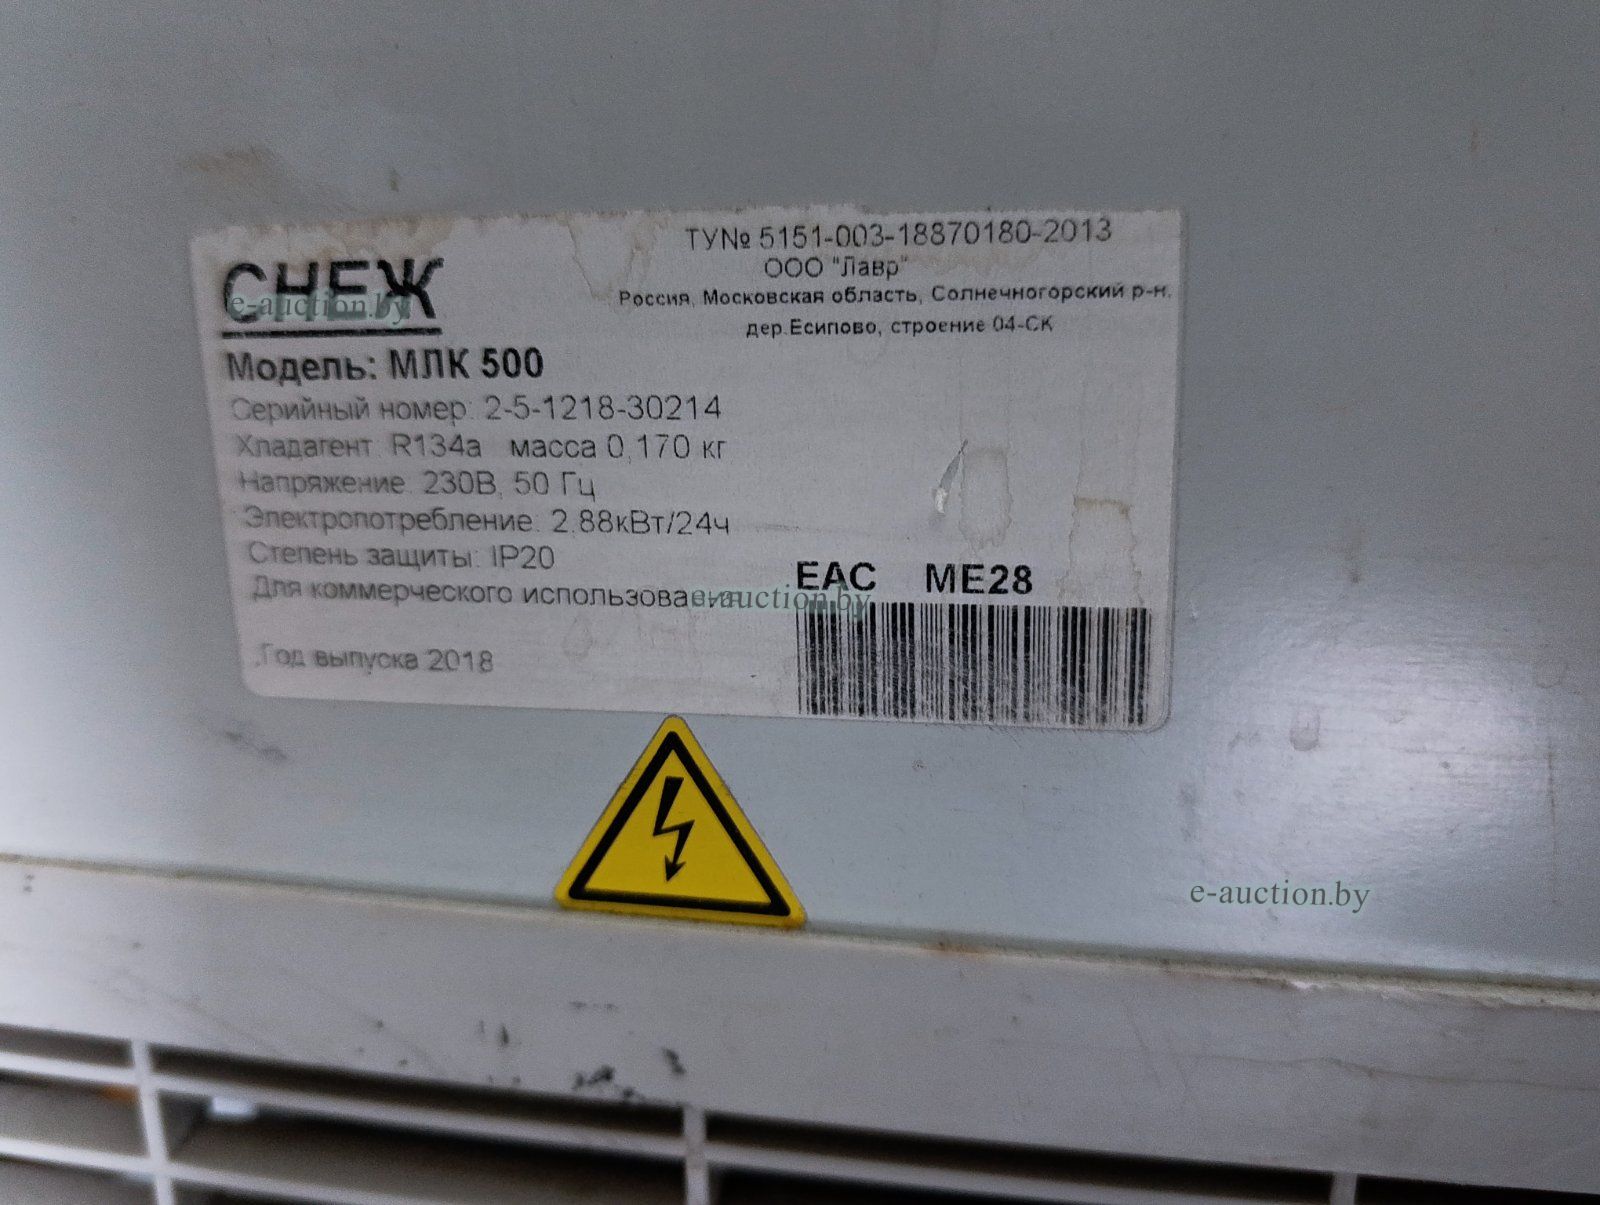 ТУ№ 5151-003-18870180-2013
ООО "Лавр"
Россия, Московская область, Солнечногорский р-н.
дер.Есипово, строение 04-СК
СНЕЖ
e-auction.by
Модель: МЛК 500
Серийный номер: 2-5-1218-30214
Хладагент: R134a масса 0,170 кг
Напряжение: 230В, 50 Гц
Электропотребление: 2.88кВт/24ч
Степень защиты: IP20
Для коммерческого использования
e-auction.by
EAC ME28
Год выпуска 2018
e-auction.by